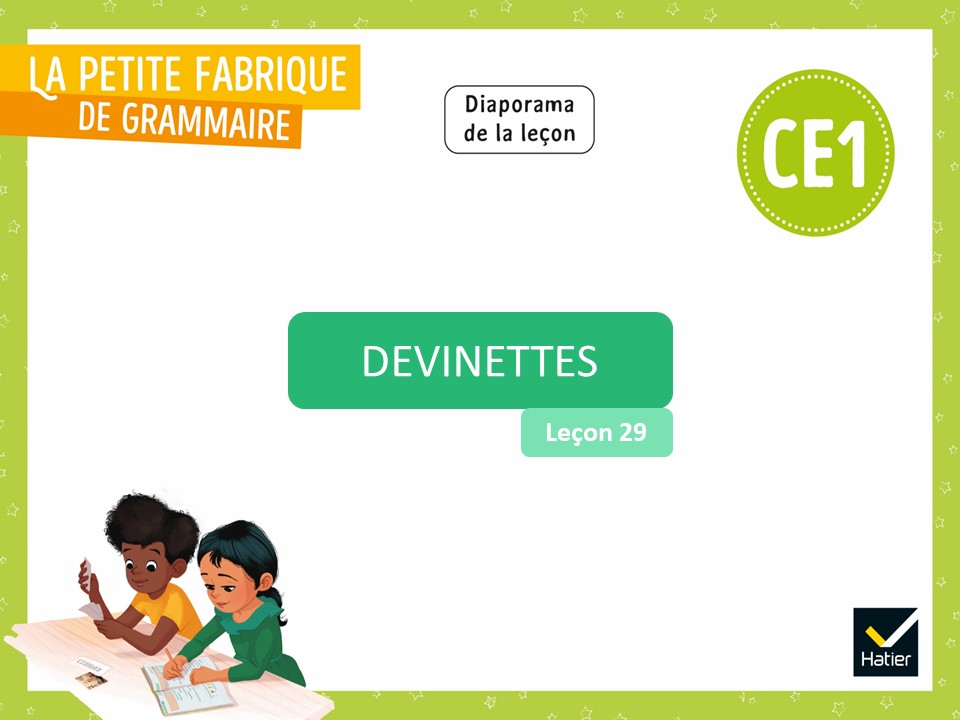 LA PETITE FABRIQUE
DE GRAMMAIRE
Diaporama
de la leçon
CE1
DEVINETTES
Leçon 29
Hatier